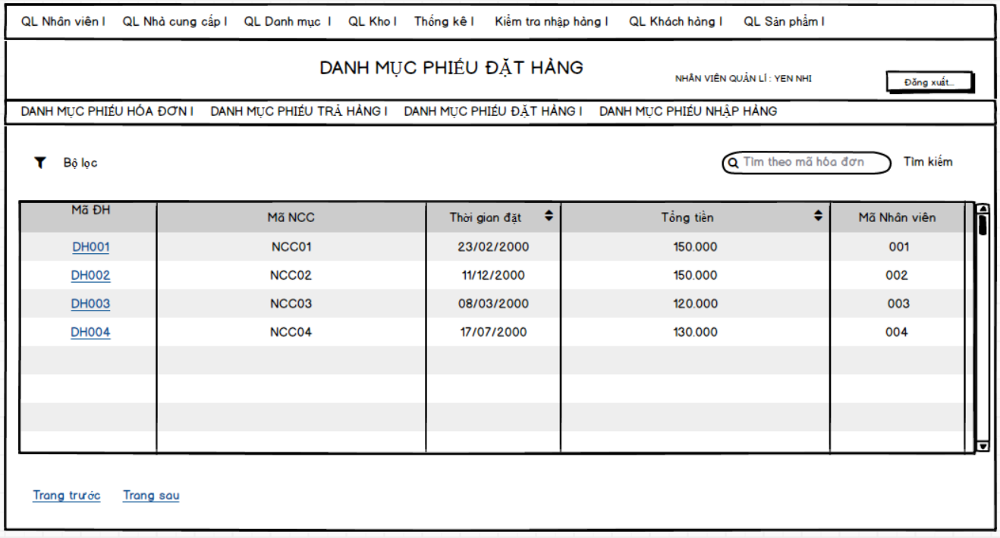 QL Nhân viên I QL Nhà cung cấp I QL Danh mục I QL Kho I Thống kê I Kiểm tra nhập hàng I QL Khách hàng I QL Sản phẩm I
DANH MỤC PHIẾU ĐẶT HÀNG
NHÂN VIÊN QUẢN LÍ : YEN NHI
Đăng xuất...
DANH MỤC PHIẾU HÓA ĐƠN I DANH MỤC PHIẾU TRẢ HÀNG I DANH MỤC PHIẾU ĐẶT HÀNG I DANH MỤC PHIẾU NHẬP HÀNG
Bộ lọc Tìm theo mã hóa đơn Tìm kiếm
Mã ĐH Mã NCC Thời gian đặt Tổng tiền Mã Nhân viên
DH001 NCC01 23/02/2000 150.000 001
DH002 NCC02 11/12/2000 150.000 002
DH003 NCC03 08/03/2000 120.000 003
DH004 NCC04 17/07/2000 130.000 004
Trang trước Trang sau